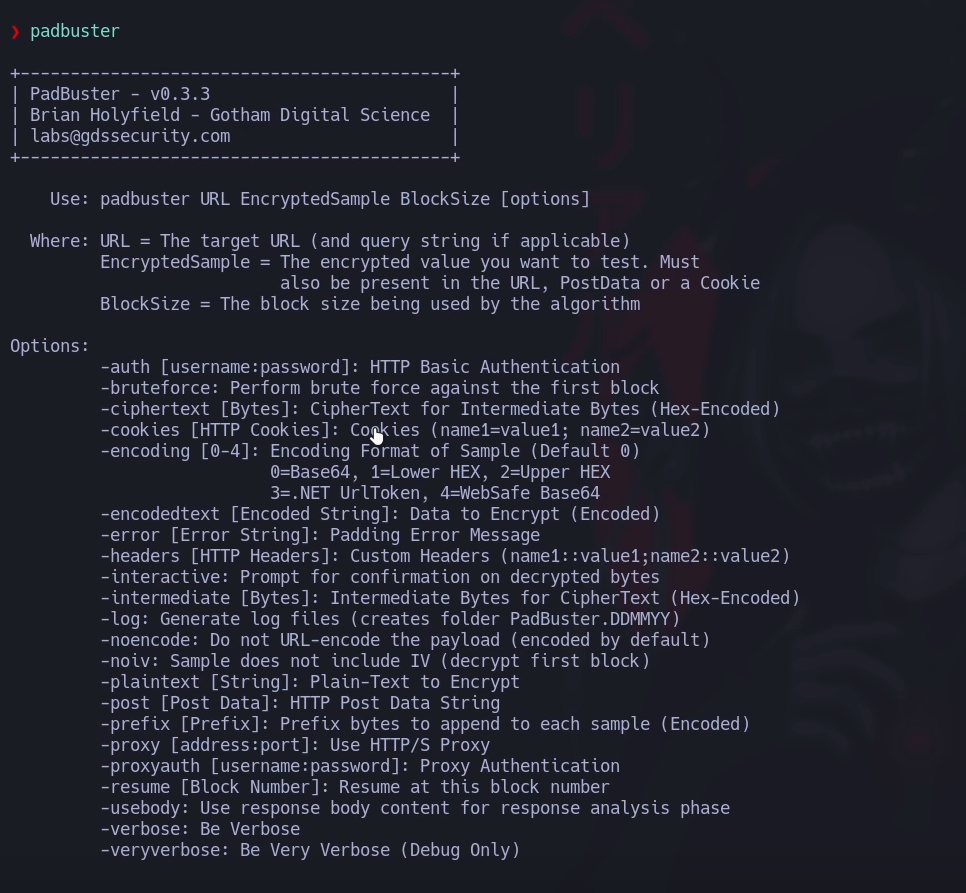 ❯ padbuster
+-------------------------------------------+
| PadBuster - v0.3.3                        |
| Brian Holyfield - Gotham Digital Science  |
| labs@gdssecurity.com                      |
+-------------------------------------------+
    Use: padbuster URL EncryptedSample BlockSize [options]
  Where: URL = The target URL (and query string if applicable)
         EncryptedSample = The encrypted value you want to test. Must
                           also be present in the URL, PostData or a Cookie
         BlockSize = The block size being used by the algorithm
Options:
         -auth [username:password]: HTTP Basic Authentication
         -bruteforce: Perform brute force against the first block
         -ciphertext [Bytes]: CipherText for Intermediate Bytes (Hex-Encoded)
         -cookies [HTTP Cookies]: Cookies (name1=value1; name2=value2)
         -encoding [0-4]: Encoding Format of Sample (Default 0)
                          0=Base64, 1=Lower HEX, 2=Upper HEX
                          3=.NET UrlToken, 4=WebSafe Base64
         -encodedtext [Encoded String]: Data to Encrypt (Encoded)
         -error [Error String]: Padding Error Message
         -headers [HTTP Headers]: Custom Headers (name1::value1;name2::value2)
         -interactive: Prompt for confirmation on decrypted bytes
         -intermediate [Bytes]: Intermediate Bytes for CipherText (Hex-Encoded)
         -log: Generate log files (creates folder PadBuster.DDMMYY)
         -noencode: Do not URL-encode the payload (encoded by default)
         -noiv: Sample does not include IV (decrypt first block)
         -plaintext [String]: Plain-Text to Encrypt
         -post [Post Data]: HTTP Post Data String
         -prefix [Prefix]: Prefix bytes to append to each sample (Encoded)
         -proxy [address:port]: Use HTTP/S Proxy
         -proxyauth [username:password]: Proxy Authentication
         -resume [Block Number]: Resume at this block number
         -usebody: Use response body content for response analysis phase
         -verbose: Be Verbose
         -veryverbose: Be Very Verbose (Debug Only)